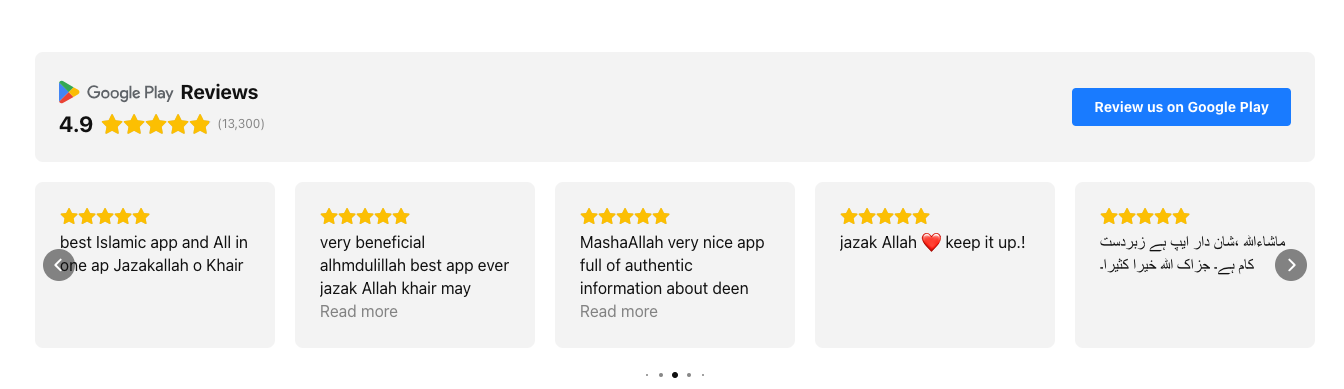 Google Play Reviews
4.9 (13,300)
Review us on Google Play
best Islamic app and All in
one ap Jazakallah o Khair
very beneficial
alhmdulillah best app ever
jazak Allah khair may
Read more
MashaAllah very nice app
full of authentic
information about deen
Read more
jazak Allah ❤️ keep it up.!
ماشاءاللہ ،شان دار ایپ ہے زبردست
کام ہے۔ جزاک اللہ خیرا کثیرا۔